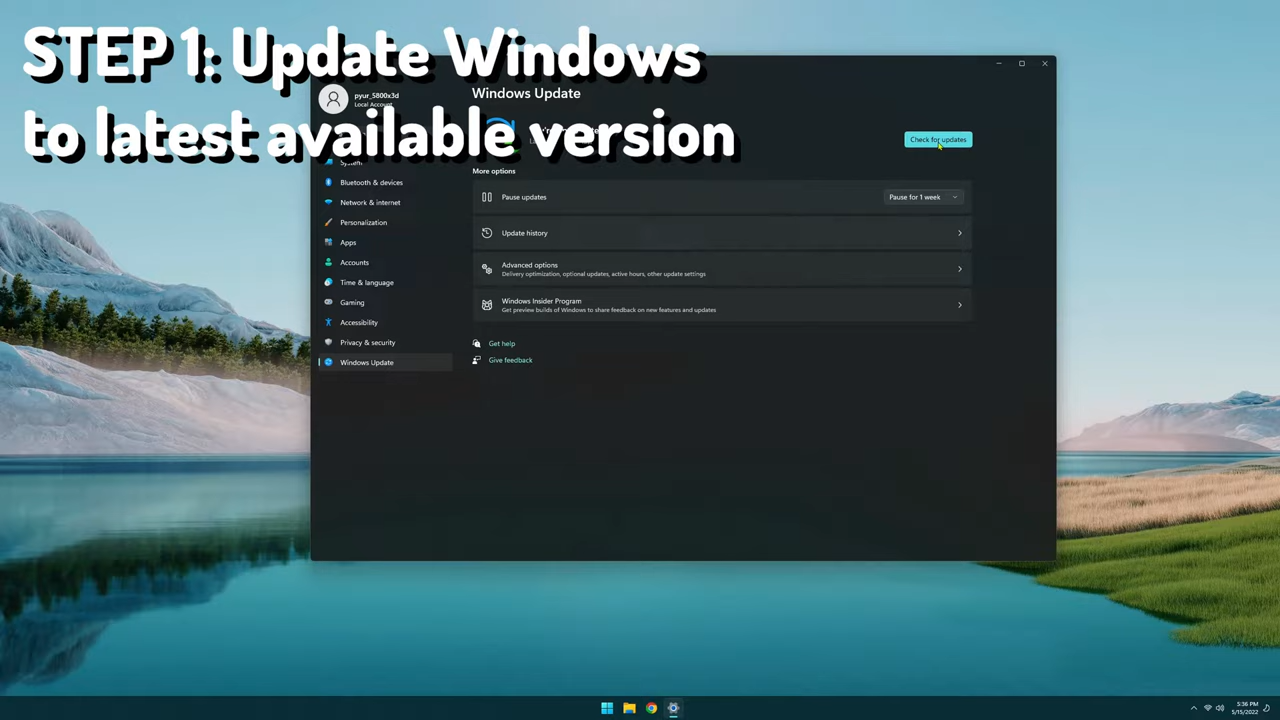 STEP 1: Update Windows
to latest available version
pyur_5800x3d
Local Account
Windows Update
Check for updates
System
More options
Bluetooth & devices
Pause updates
Pause for 1 week
Network & internet
Personalization
Update history
Apps
Accounts
Advanced options
Delivery optimization, optional updates, active hours, other update settings
Time & language
Gaming
Windows Insider Program
Get preview builds of Windows to share feedback on new features and updates
Accessibility
Privacy & security
Get help
Windows Update
Give feedback
5:36 PM
5/15/2022